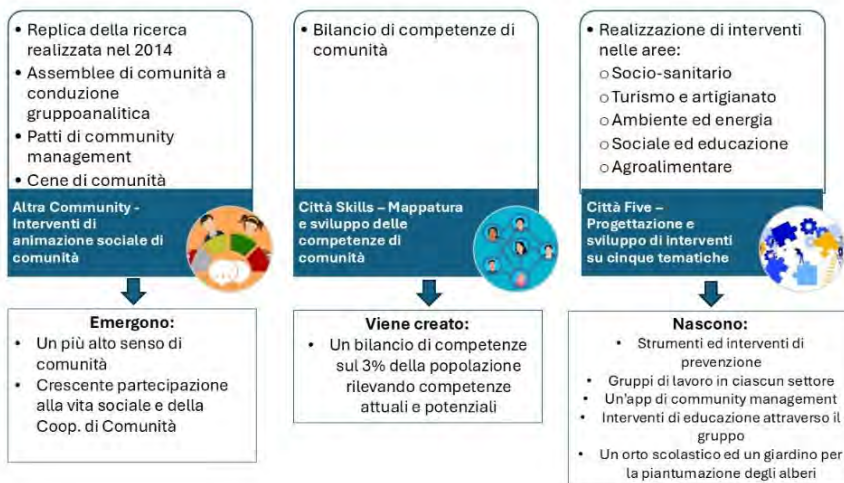 • Replica della ricerca
realizzata nel 2014
• Assemblee di comunità a
conduzione
gruppoanalitica
• Patti di community
management
• Cene di comunità
Altra Community -
Interventi di
animazione sociale di
comunità
Emergono:
• Un più alto senso di
comunità
• Crescente partecipazione
alla vita sociale e della
Coop. di Comunità
• Bilancio di competenze di
comunità
Città Skills – Mappatura
e sviluppo delle
competenze di
comunità
Viene creato:
• Un bilancio di competenze
sul 3% della popolazione
rilevando competenze
attuali e potenziali
• Realizzazione di interventi
nelle aree:
o Socio-sanitario
o Turismo e artigianato
o Ambiente ed energia
o Sociale ed educazione
o Agroalimentare
Città Five –
Progettazione e
sviluppo di interventi
su cinque tematiche
Nascono:
• Strumenti ed interventi di
prevenzione
• Gruppi di lavoro in ciascun settore
• Un'app di community management
• Interventi di educazione attraverso il
gruppo
• Un orto scolastico ed un giardino per
la piantumazione degli alberi